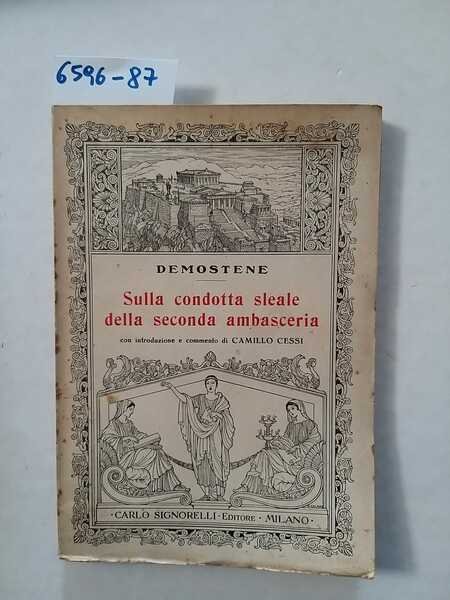 6596-87
DEMOSTENE
Sulla condotta sleale
della seconda ambasceria
con introduzione e commento di CAMILLO CESSI
· CARLO SIGNORELLI - EDITORE · MILANO ·